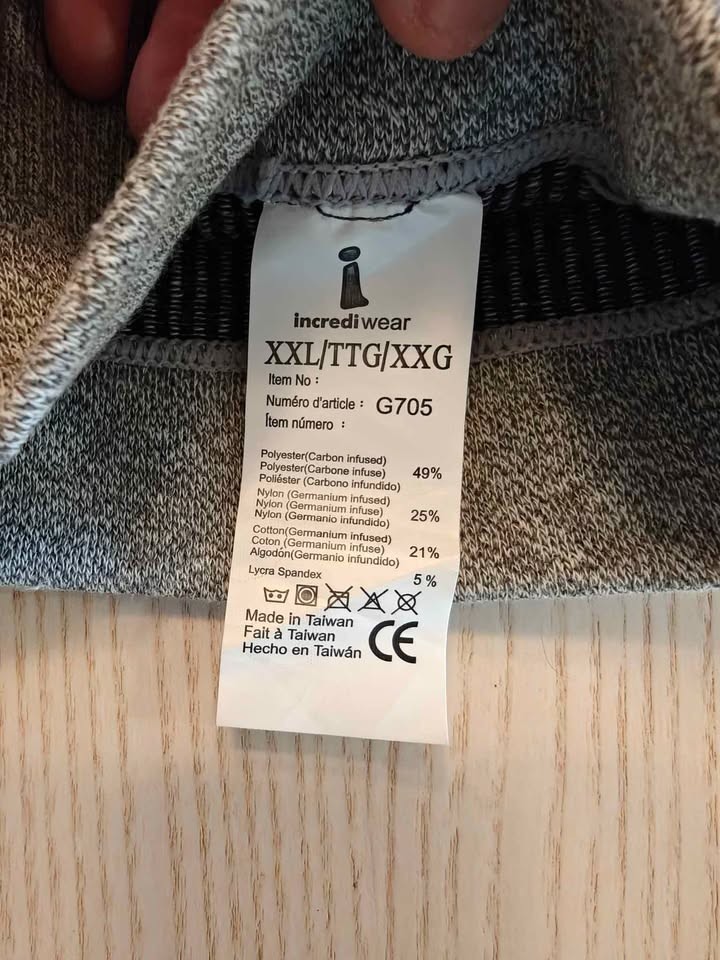 incrediwear
XXL/TTG/XXG
Item No :
Numéro d'article : G705
Ítem número :
Polyester(Carbon infused)
Polyester(Carbone infuse) 49%
Poliéster (Carbono infundido)
Nylon (Germanium infused)
Nylon (Germanium infuse) 25%
Nylon (Germanio infundido)
Cotton(Germanium infused)
Coton (Germanium infuse) 21%
Algodón(Germanio infundido)
Lycra Spandex 5 %
Made in Taiwan
Fait à Taiwan CE
Hecho en Taiwán